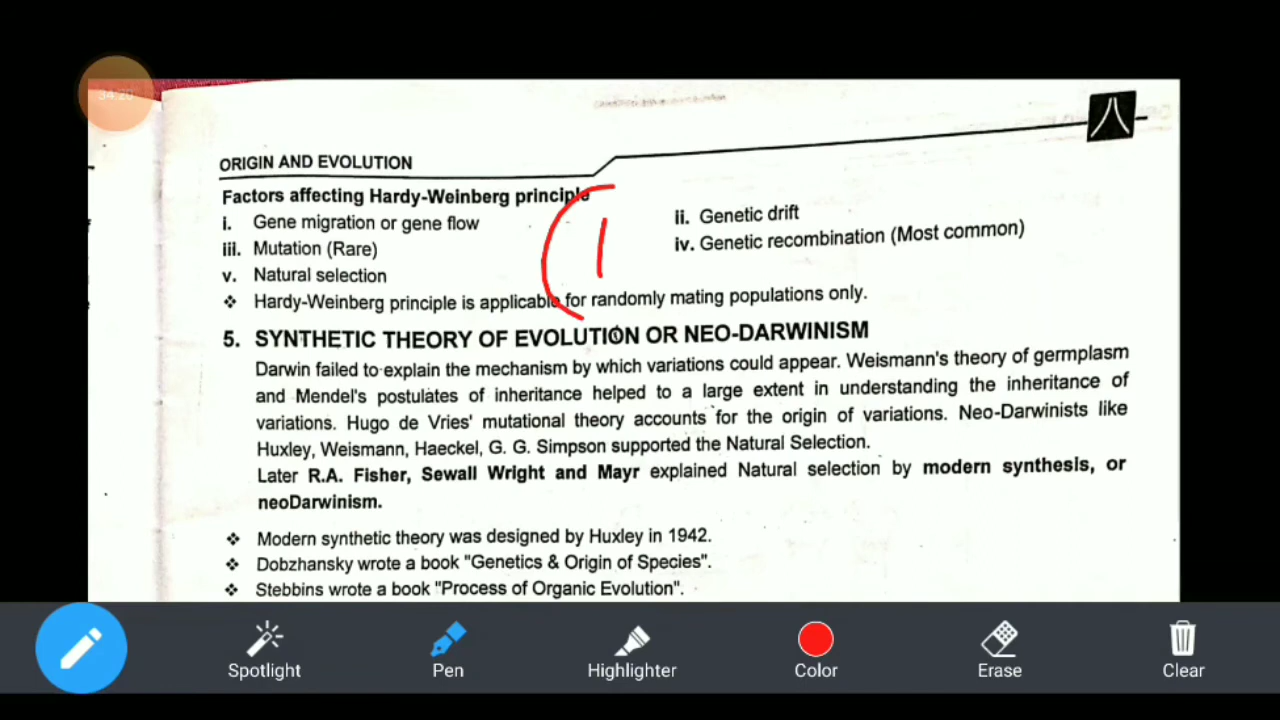 34:20
ORIGIN AND EVOLUTION
Factors affecting Hardy-Weinberg principle
i. Gene migration or gene flow
ii. Genetic drift
iii. Mutation (Rare)
iv. Genetic recombination (Most common)
v. Natural selection
❖ Hardy-Weinberg principle is applicable for randomly mating populations only.
5. SYNTHETIC THEORY OF EVOLUTION OR NEO-DARWINISM
Darwin failed to explain the mechanism by which variations could appear. Weismann's theory of germplasm
and Mendel's postulates of inheritance helped to a large extent in understanding the inheritance of
variations. Hugo de Vries' mutational theory accounts for the origin of variations. Neo-Darwinists like
Huxley, Weismann, Haeckel, G. G. Simpson supported the Natural Selection.
Later R.A. Fisher, Sewall Wright and Mayr explained Natural selection by modern synthesis, or
neoDarwinism.
❖ Modern synthetic theory was designed by Huxley in 1942.
❖ Dobzhansky wrote a book "Genetics & Origin of Species".
❖ Stebbins wrote a book "Process of Organic Evolution".
Spotlight Pen Highlighter Color Erase Clear